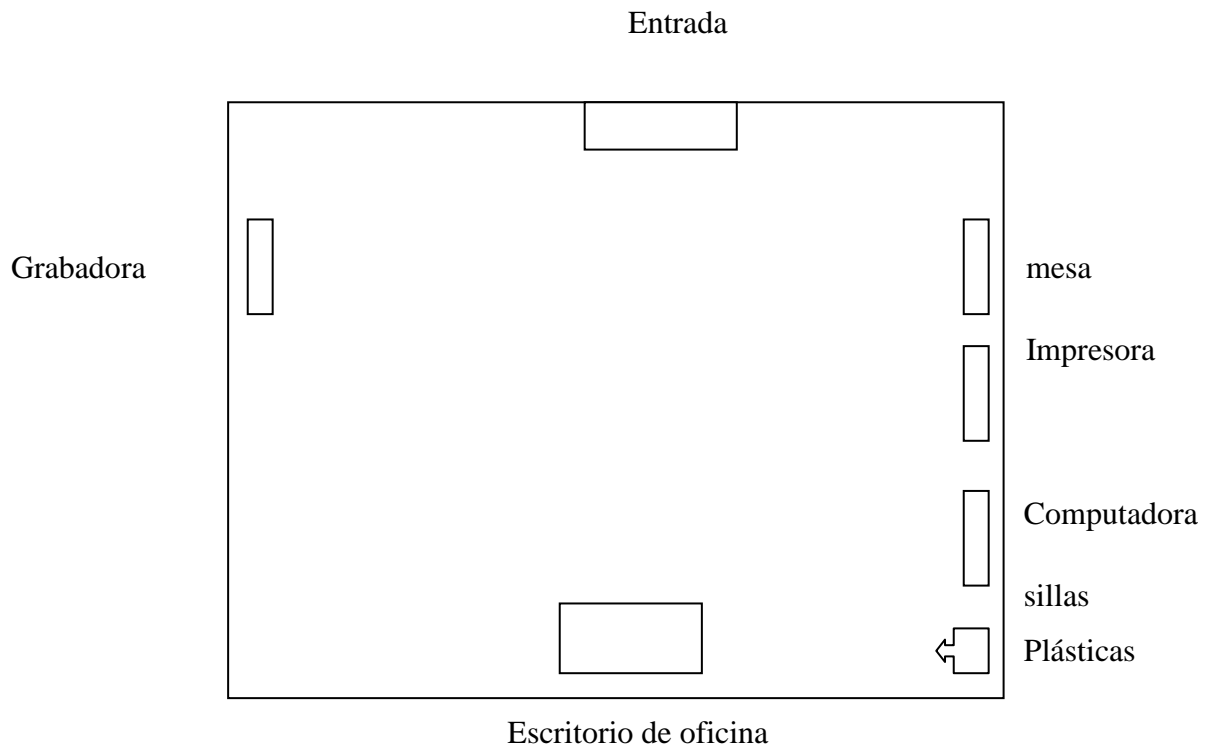 Entrada
Grabadora
mesa
Impresora
Computadora
sillas
Plásticas
Escritorio de oficina